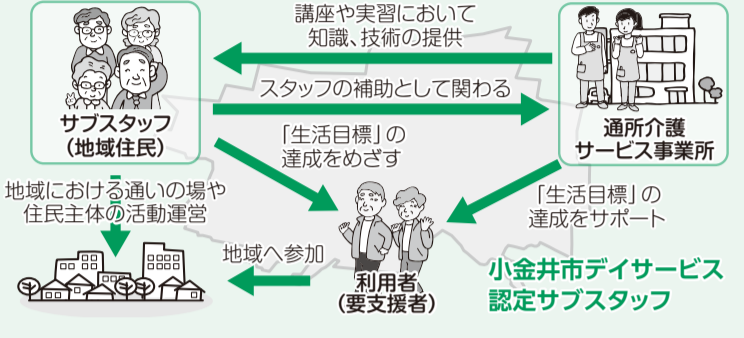 講座や実習において
知識、技術の提供
スタッフの補助として関わる
サブスタッフ
（地域住民）
通所介護
サービス事業所
「生活目標」の
達成をめざす
地域における通いの場や
住民主体の活動運営
「生活目標」の
達成をサポート
地域へ参加
利用者
（要支援者）
小金井市デイサービス
認定サブスタッフ